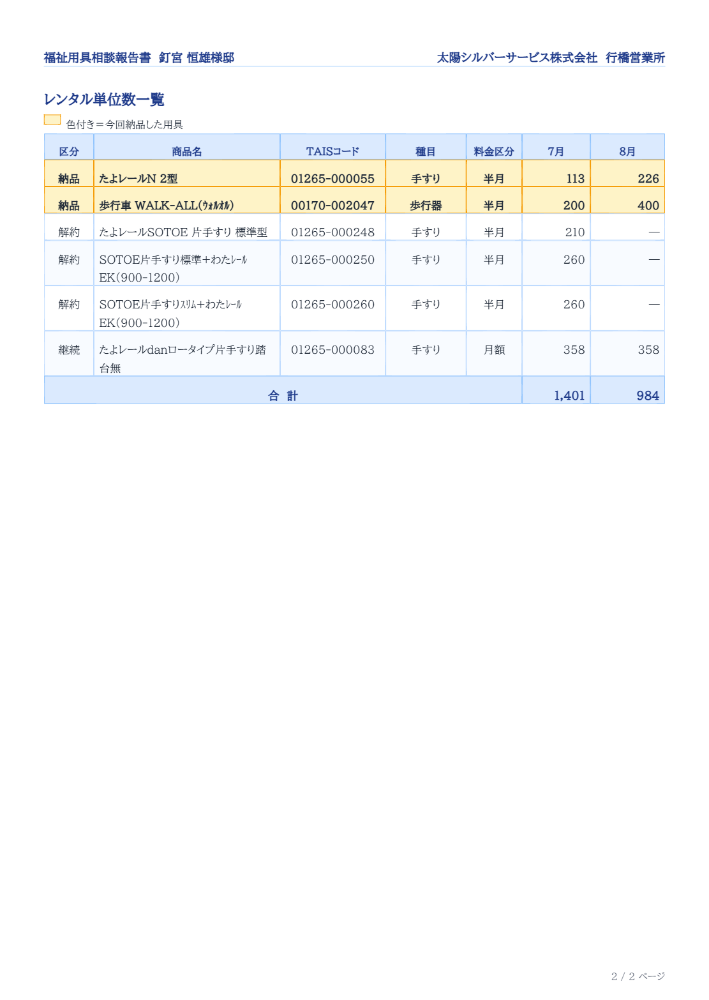 福祉用具相談報告書 釘宮 恒雄様邸 太陽シルバーサービス株式会社 行橋営業所
レンタル単位数一覧
色付き＝今回納品した用具
区分 商品名 TAISコード 種目 料金区分 7月 8月
納品 たよレールN 2型 01265-000055 手すり 半月 113 226
納品 歩行車 WALK-ALL(ｳｫﾙｵﾙ) 00170-002047 歩行器 半月 200 400
解約 たよレールSOTOE 片手すり 標準型 01265-000248 手すり 半月 210 —
解約 SOTOE片手すり標準+わたﾚｰﾙ 01265-000250 手すり 半月 260 —
EK(900-1200)
解約 SOTOE片手すりｽﾘﾑ+わたﾚｰﾙ 01265-000260 手すり 半月 260 —
EK(900-1200)
継続 たよレールdanロータイプ片手すり踏 01265-000083 手すり 月額 358 358
台無
合 計 1,401 984
2 / 2 ページ